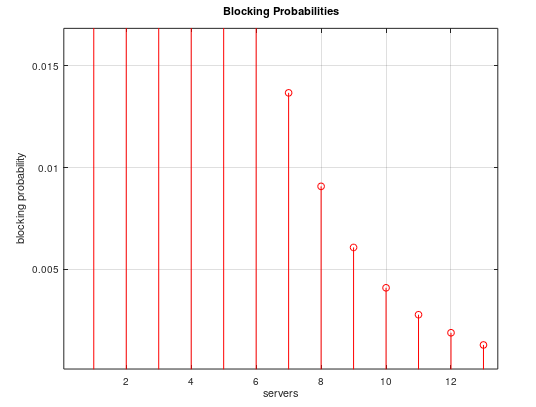 Blocking Probabilities
0.015
0.01
0.005
blocking probability
2 4 6 8 10 12
servers